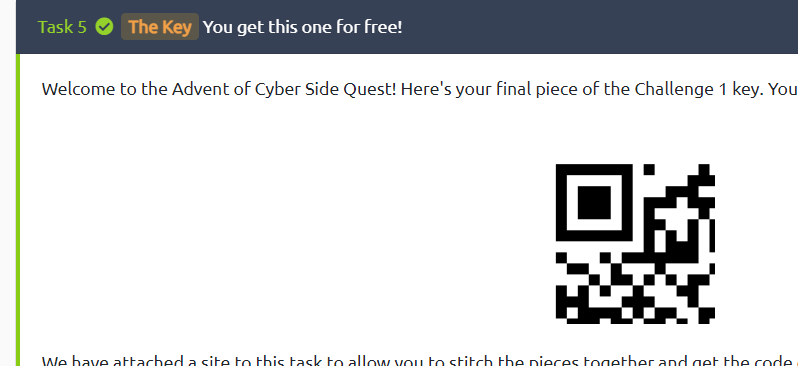 Task 5 The Key You get this one for free!
Welcome to the Advent of Cyber Side Quest! Here's your final piece of the Challenge 1 key. You
We have attached a site to this task to allow you to stitch the pieces together and get the code